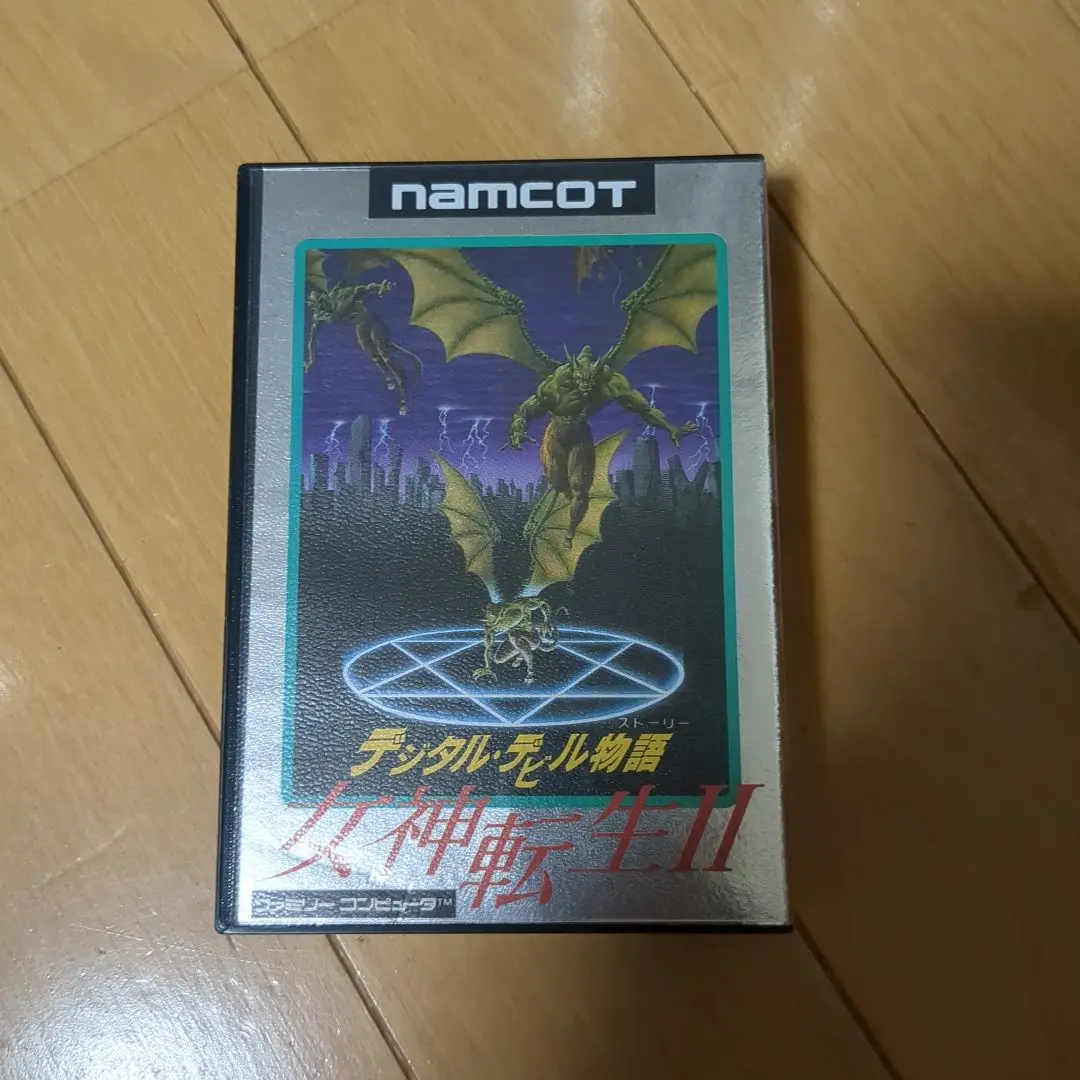 namcot
ストーリー
デジタル・デビル物語
女神転生II
ファミリー コンピュータ™